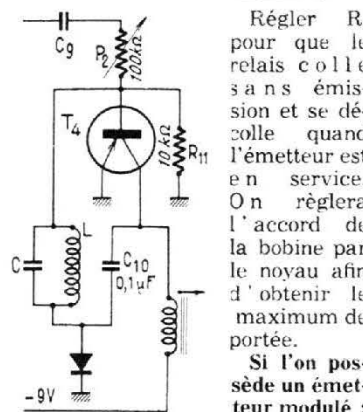 C9
P2
100kΩ
T4
10 kΩ
R11
L
C
C10
0,1µF
-9V
Régler R
pour que le
relais colle
sans émis-
sion et se dé-
colle quand
l'émetteur est
en service.
On règlera
l'accord de
la bobine par
le noyau afin
d'obtenir le
maximum de
portée.
Si l'on pos-
sède un émet-
teur modulé